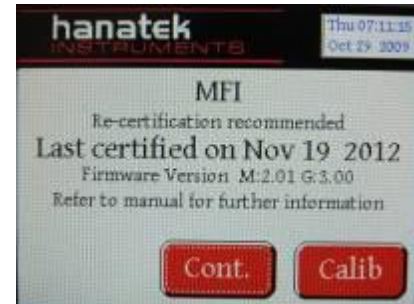 hanatek
INSTRUMENTS
Thu 07:11:15
Oct 29 2009
MFI
Re-certification recommended
Last certified on Nov 19 2012
Firmware Version M:2.01 G:3.00
Refer to manual for further information
Cont.
Calib